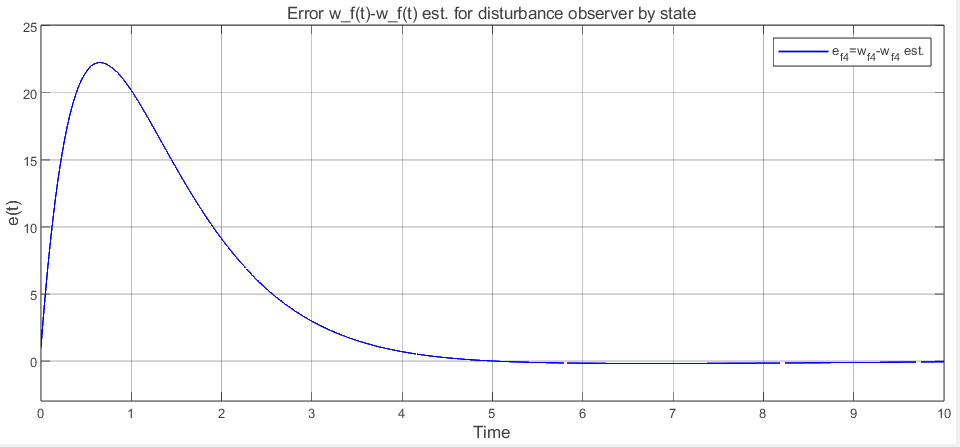 Error w_f(t)-w_f(t) est. for disturbance observer by state
e_f4=w_f4-w_f4 est.
25
20
15
10
5
0
e(t)
0 1 2 3 4 5 6 7 8 9 10
Time